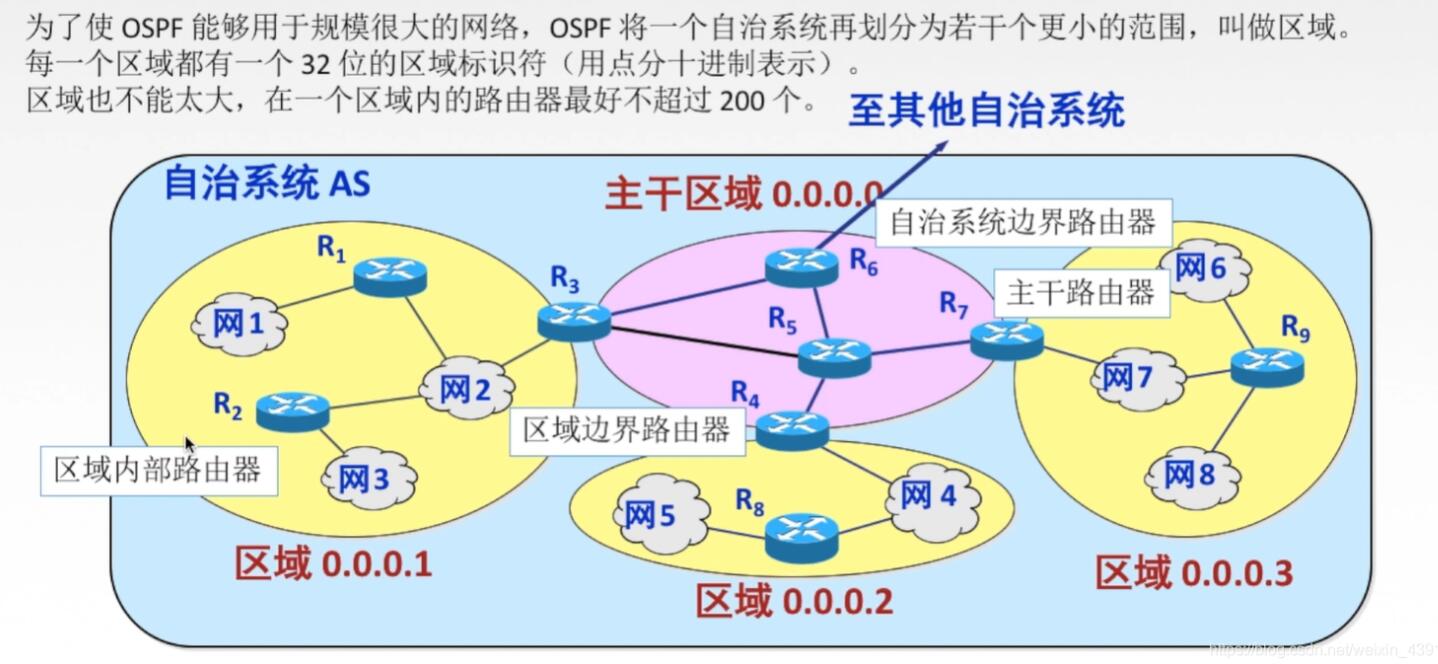 为了使 OSPF 能够用于规模很大的网络，OSPF 将一个自治系统再划分为若干个更小的范围，叫做区域。
每一个区域都有一个 32 位的区域标识符（用点分十进制表示）。
区域也不能太大，在一个区域内的路由器最好不超过 200 个。
至其他自治系统
自治系统 AS
主干区域 0.0.0.0
自治系统边界路由器
R1
R3
R6
网6
主干路由器
R7
网1
R5
R9
网2
R4
网7
R2
区域边界路由器
区域内部路由器
网3
网8
网5
R8
网4
区域 0.0.0.1
区域 0.0.0.2
区域 0.0.0.3
https://blog.csdn.net/weixin_439